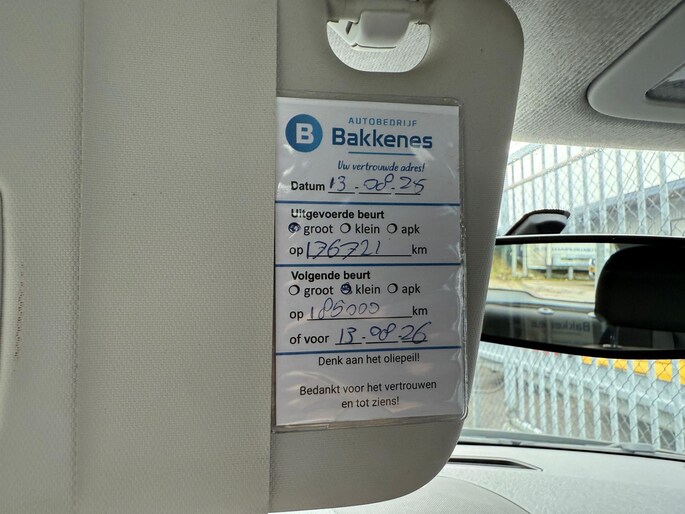 B
AUTOBEDRIJF
Bakkenes
Uw vertrouwde adres!
Datum 13-08-25
Uitgevoerde beurt
groot klein apk
op 176721 km
Volgende beurt
groot klein apk
op 185000 km
of voor 13-08-26
Denk aan het oliepeil!
Bedankt voor het vertrouwen
en tot ziens!